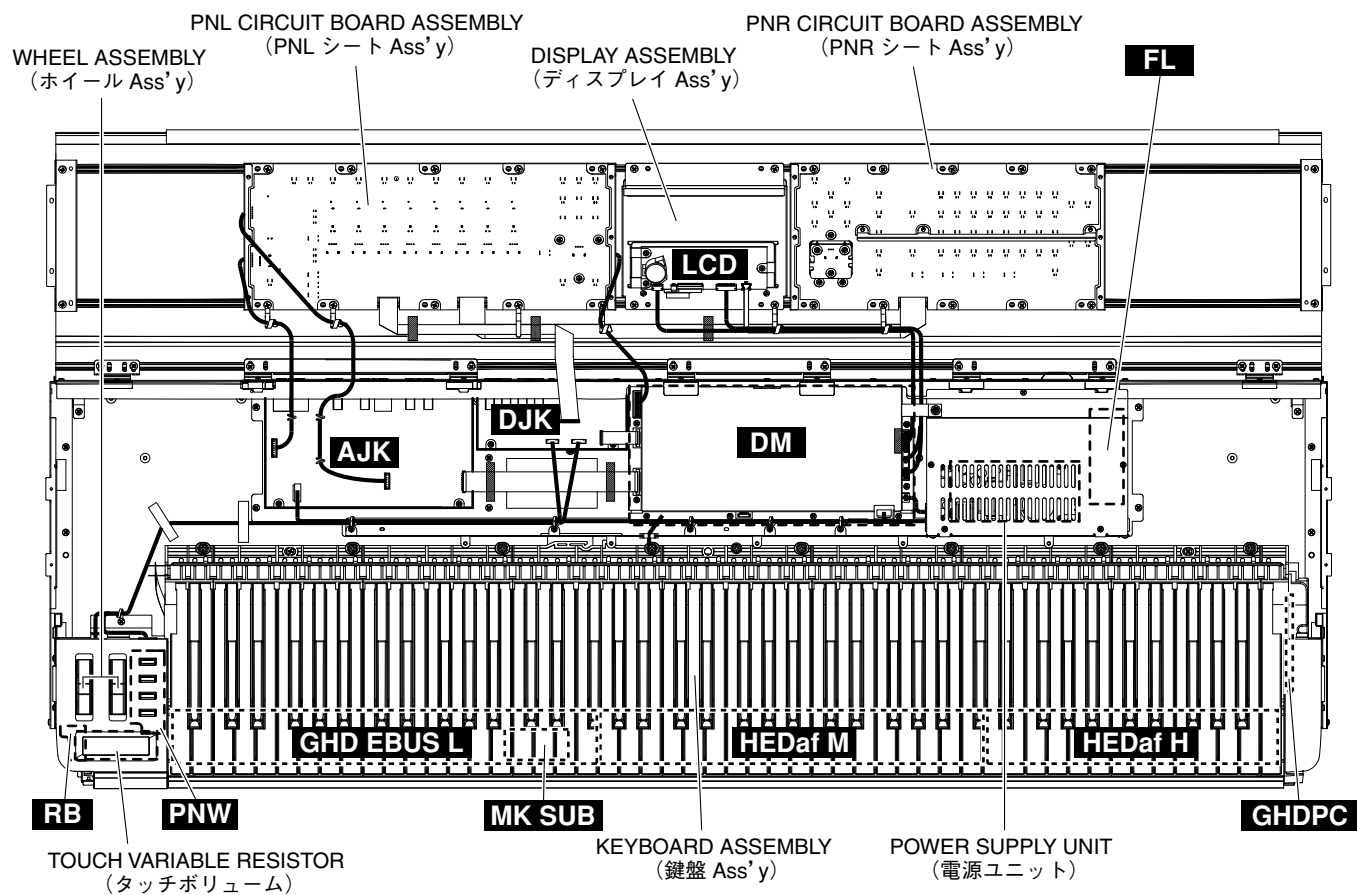 PNL CIRCUIT BOARD ASSEMBLY
(PNL シート Ass'y)
PNR CIRCUIT BOARD ASSEMBLY
(PNR シート Ass'y)
WHEEL ASSEMBLY
(ホイール Ass'y)
DISPLAY ASSEMBLY
(ディスプレイ Ass'y)
FL
LCD
DJK
AJK
DM
GHD EBUS L
HEDaf M
HEDaf H
RB
PNW
MK SUB
GHDPC
TOUCH VARIABLE RESISTOR
(タッチボリューム)
KEYBOARD ASSEMBLY
(鍵盤 Ass'y)
POWER SUPPLY UNIT
(電源ユニット)